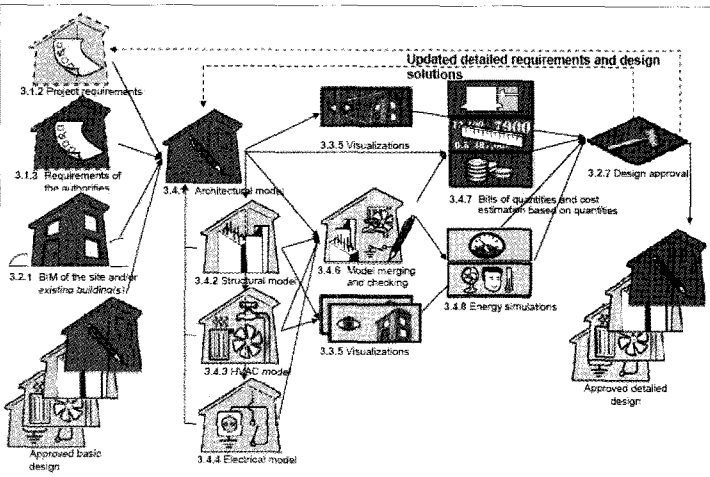 Updated detailed requirements and design
solutions
3.1.2 Project requirements
3.1.3 Requirements of
the authorities
3.2.1 BIM of the site and/or
existing building(s)
Approved basic
design
3.4.1 Architectural model
3.4.2 Structural model
3.4.3 HVAC model
3.4.4 Electrical model
3.3.5 Visualizations
3.4.6 Model merging
and checking
3.3.5 Visualizations
3.4.7 Bills of quantities and cost
estimation based on quantities
3.4.8 Energy simulations
3.2.7 Design approval
Approved detailed
design